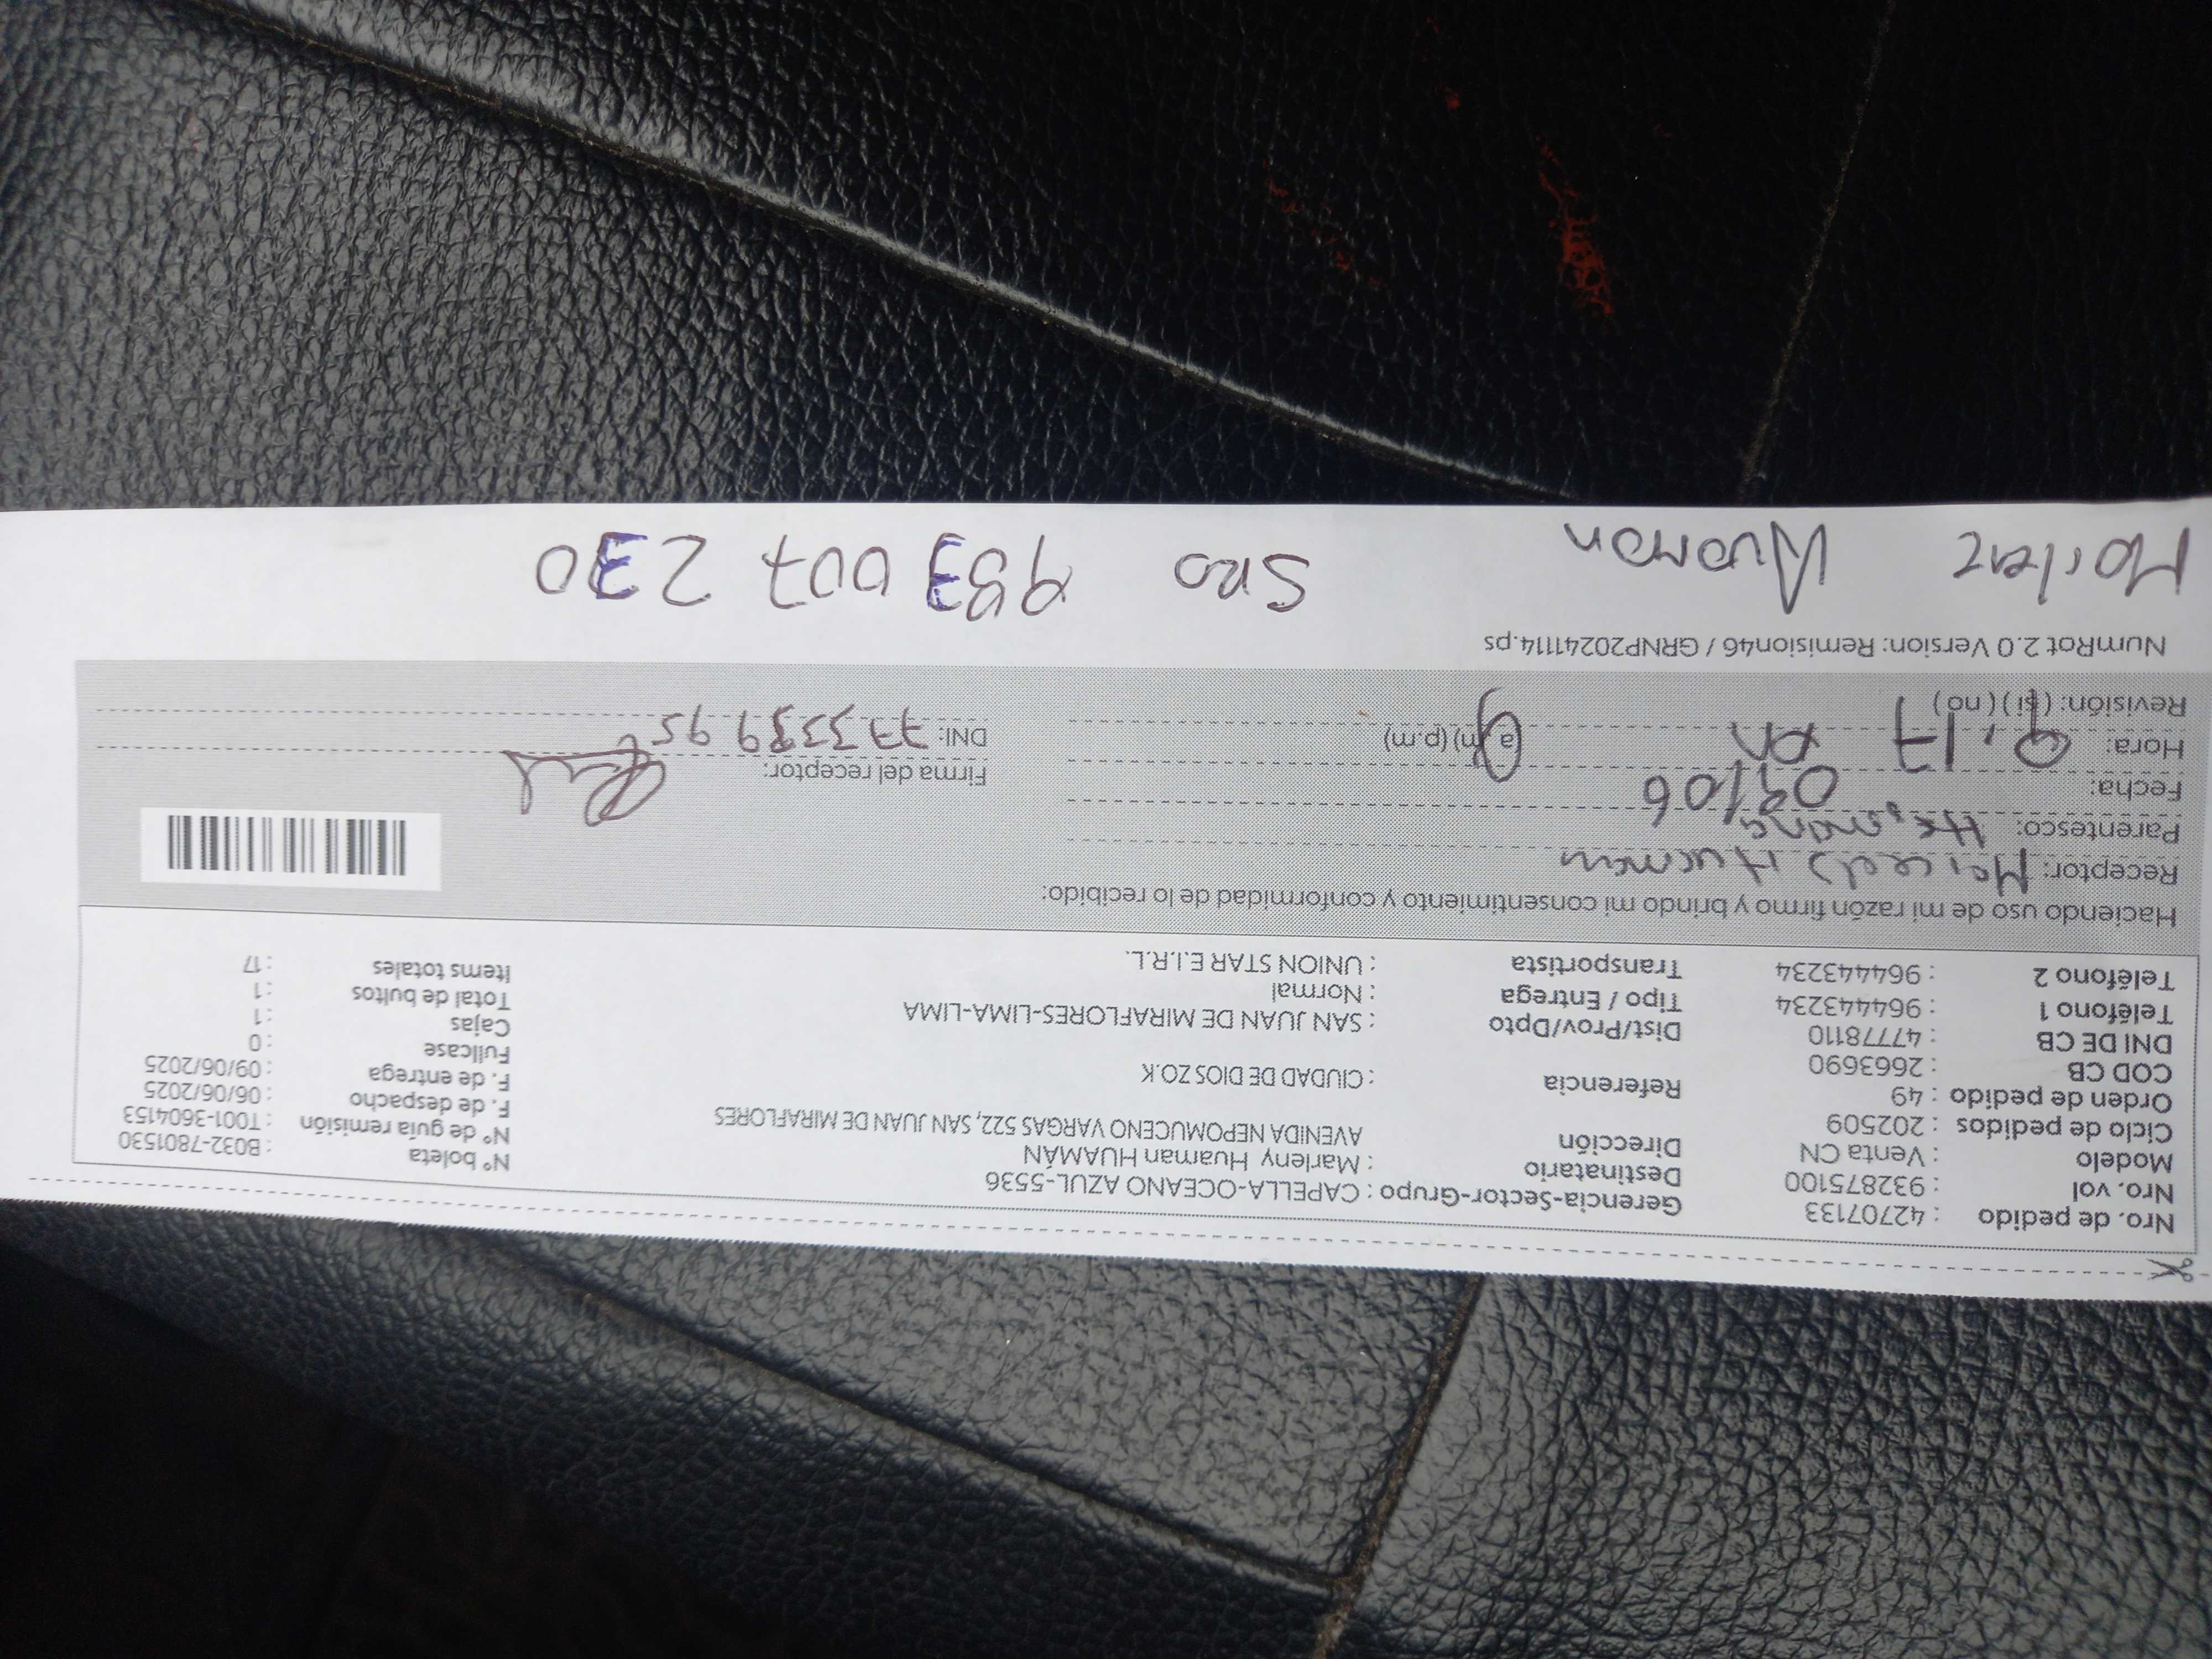 Nro. de pedido : 42707133
Nro. vol : 932875100
Modelo : Venta CN
Ciclo de pedidos : 202509
Orden de pedido : 49
COD CB : 2663690
DNI DE CB : 47778110
Teléfono 1 : 964443234
Teléfono 2 : 964443234
Gerencia-Sector-Grupo : CAPELLA-OCEANO AZUL-5536
Destinatario : Marleny Huaman HUAMÁN
Dirección AVENIDA NEPOMUCENO VARGAS 522, SAN JUAN DE MIRAFLORES
Referencia : CIUDAD DE DIOS ZO.K
Dist/Prov/Dpto : SAN JUAN DE MIRAFLORES-LIMA-LIMA
Tipo / Entrega : Normal
Transportista : UNION STAR E.I.R.L.
N° boleta : B032-7801530
N° de guía remisión : T001-3604153
F. de despacho : 06/06/2025
F. de entrega : 09/06/2025
Fullcase : 0
Cajas : 1
Total de bultos : 1
Items totales : 17
Haciendo uso de mi razón firmo y brindo mi consentimiento y conformidad de lo recibido:
Receptor: Huaman
Parentesco: Hermana
Fecha: 09/06
Hora: 9:17 (a.m) (p.m)
Revisión: (si) (no)
Firma del receptor:
DNI:
NumRot 2.0 Version: Remision46 / GRNP20241114.ps
983 007 230